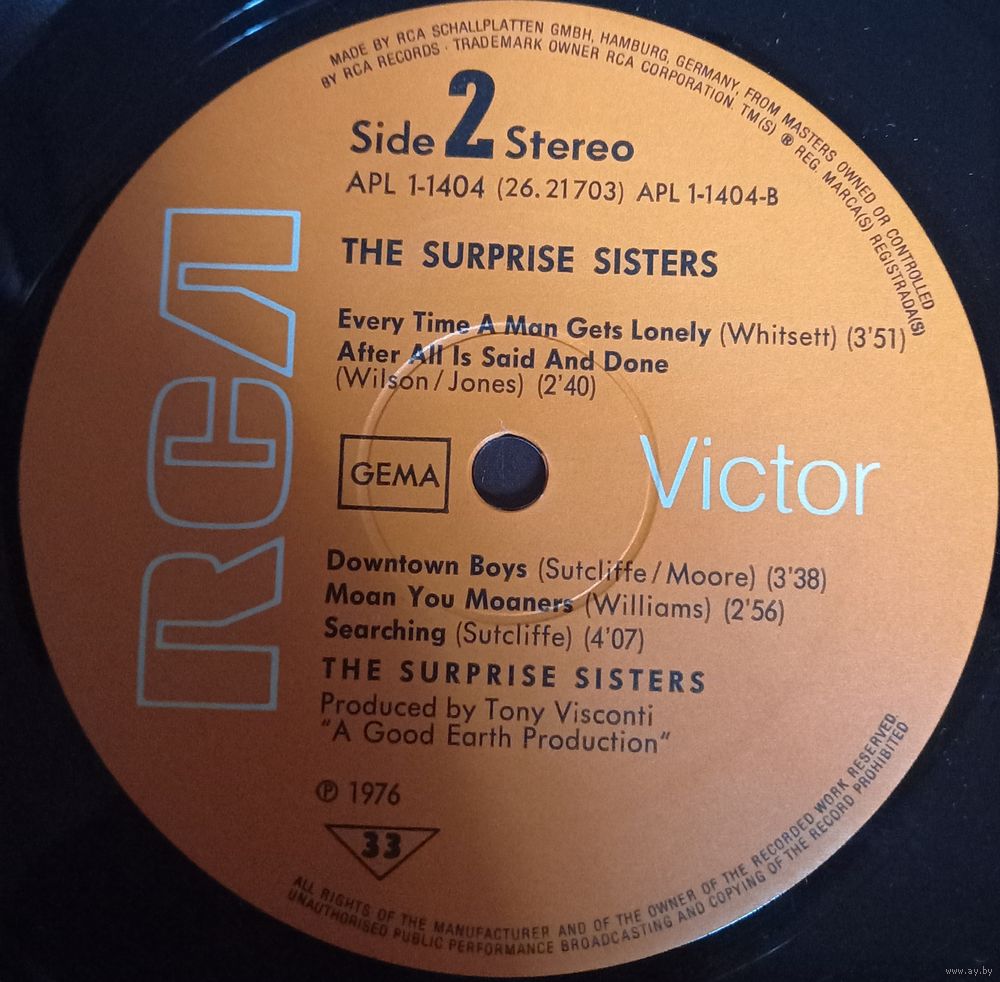 MADE BY RCA SCHALLPLATTEN GMBH, HAMBURG, GERMANY, FROM MASTERS OWNED OR CONTROLLED
BY RCA RECORDS · TRADEMARK OWNER RCA CORPORATION. TM(S) ® REG. MARCA(S) REGISTRADA(S)
Side 2 Stereo
APL 1-1404 (26.21703) APL 1-1404-B
THE SURPRISE SISTERS
Every Time A Man Gets Lonely (Whitsett) (3'51)
After All Is Said And Done
(Wilson/Jones) (2'40)
RCA
GEMA
Victor
Downtown Boys (Sutcliffe/Moore) (3'38)
Moan You Moaners (Williams) (2'56)
Searching (Sutcliffe) (4'07)
THE SURPRISE SISTERS
Produced by Tony Visconti
"A Good Earth Production"
℗ 1976
33
ALL RIGHTS OF THE MANUFACTURER AND OF THE OWNER OF THE RECORDED WORK RESERVED.
UNAUTHORISED PUBLIC PERFORMANCE BROADCASTING AND COPYING OF THE RECORD PROHIBITED
www.ay.by